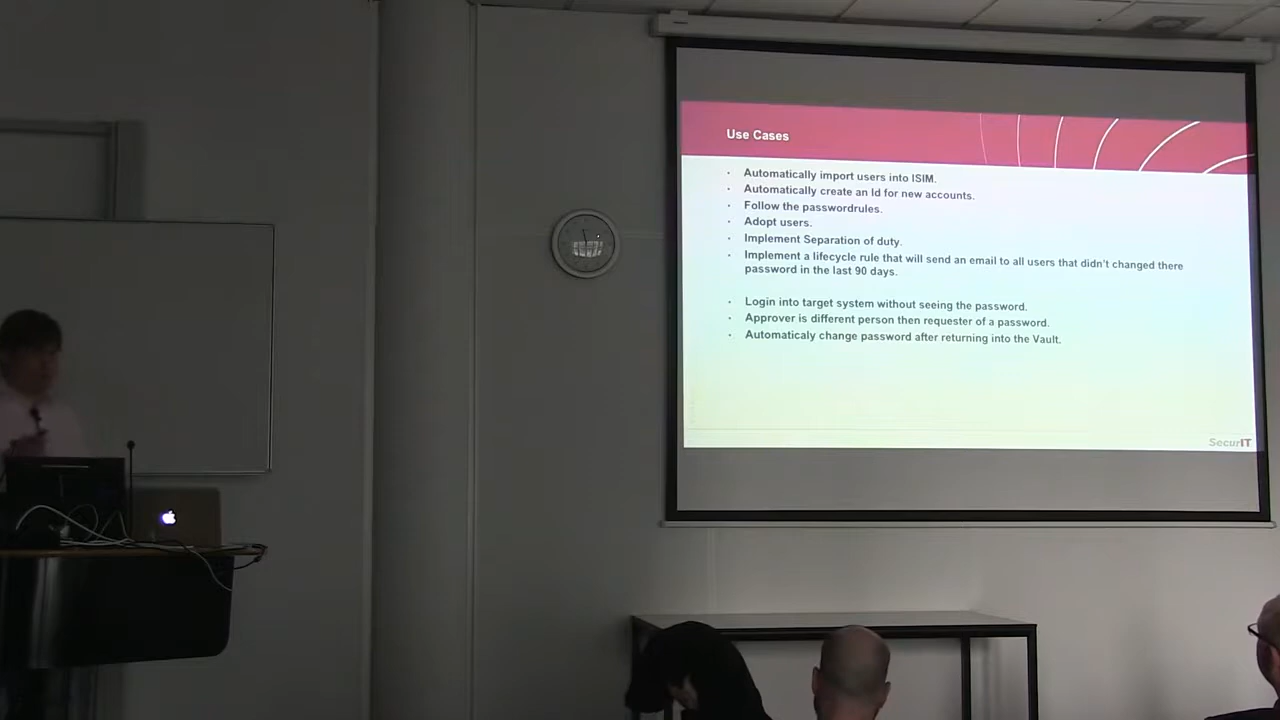 Use Cases
· Automatically import users into ISIM.
· Automatically create an Id for new accounts.
· Follow the passwordrules.
· Adopt users.
· Implement Separation of duty.
· Implement a lifecycle rule that will send an email to all users that didn't changed there
password in the last 90 days.
· Login into target system without seeing the password.
· Approver is different person then requester of a password.
· Automaticaly change password after returning into the Vault.
SecurIT